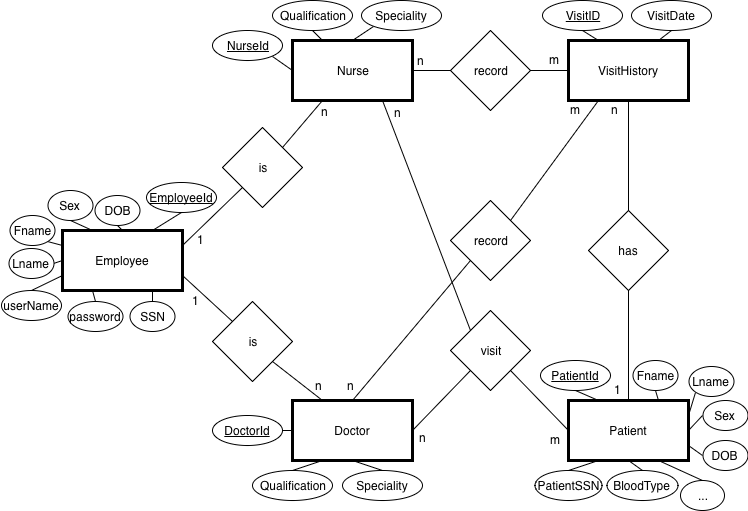 Qualification
Speciality
VisitID
VisitDate
NurseId
Nurse
n
record
m
VisitHistory
n
n
m
n
is
Sex
DOB
EmployeeId
Fname
1
record
has
Lname
Employee
userName
password
SSN
1
is
visit
n
n
PatientId
1
Fname
Lname
Sex
DoctorId
Doctor
n
m
Patient
DOB
Qualification
Speciality
PatientSSN
BloodType
...